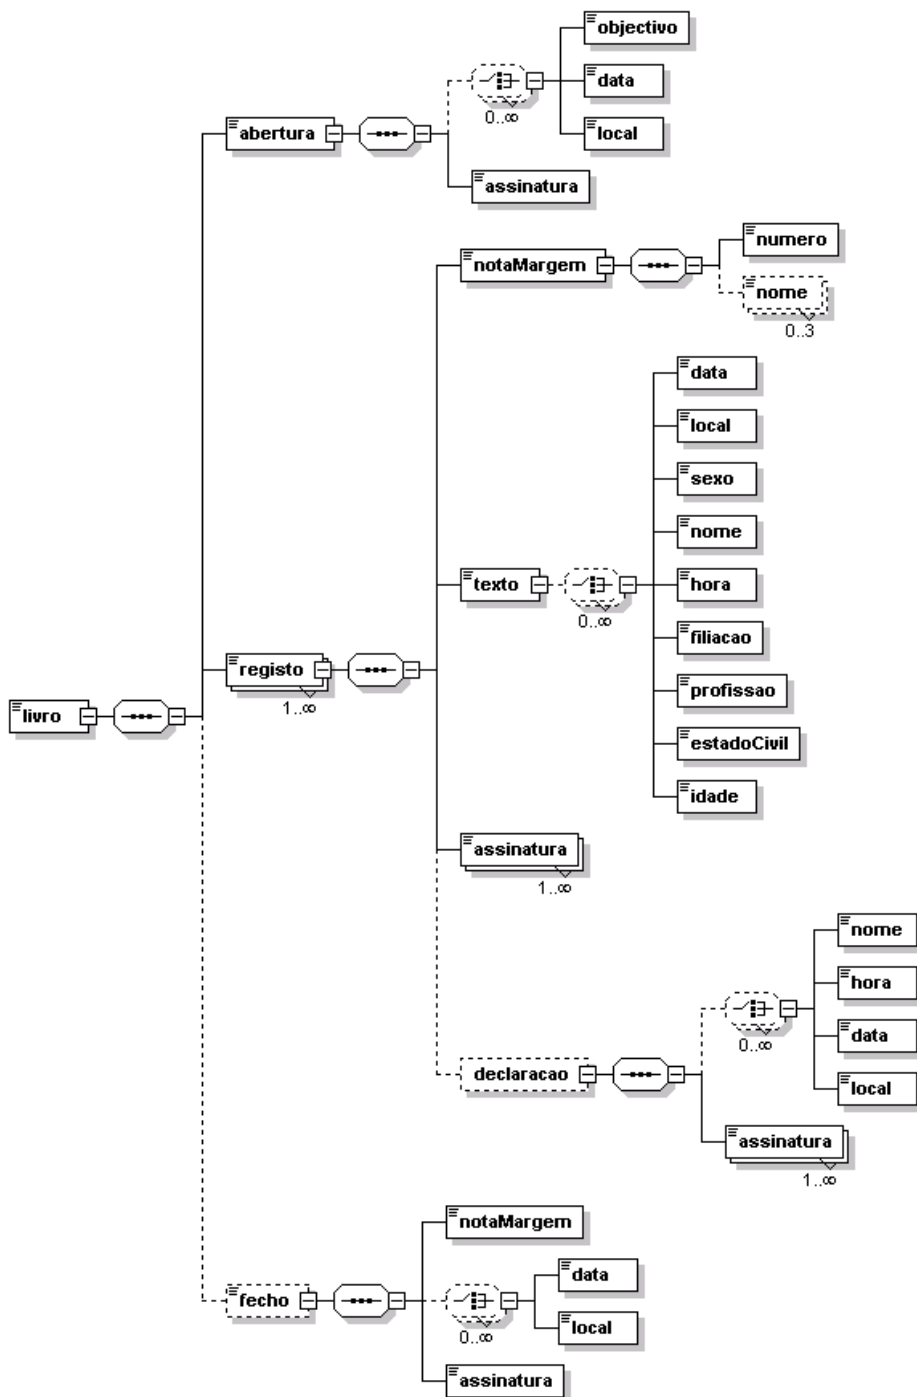 objectivo
data
0..∞
local
abertura
assinatura
numero
notaMargem
nome
0..3
data
local
sexo
nome
texto
hora
0..∞
filiacao
registo
1..∞
profissao
livro
estadoCivil
idade
assinatura
1..∞
nome
hora
data
0..∞
declaracao
local
assinatura
1..∞
notaMargem
data
fecho
local
0..∞
assinatura